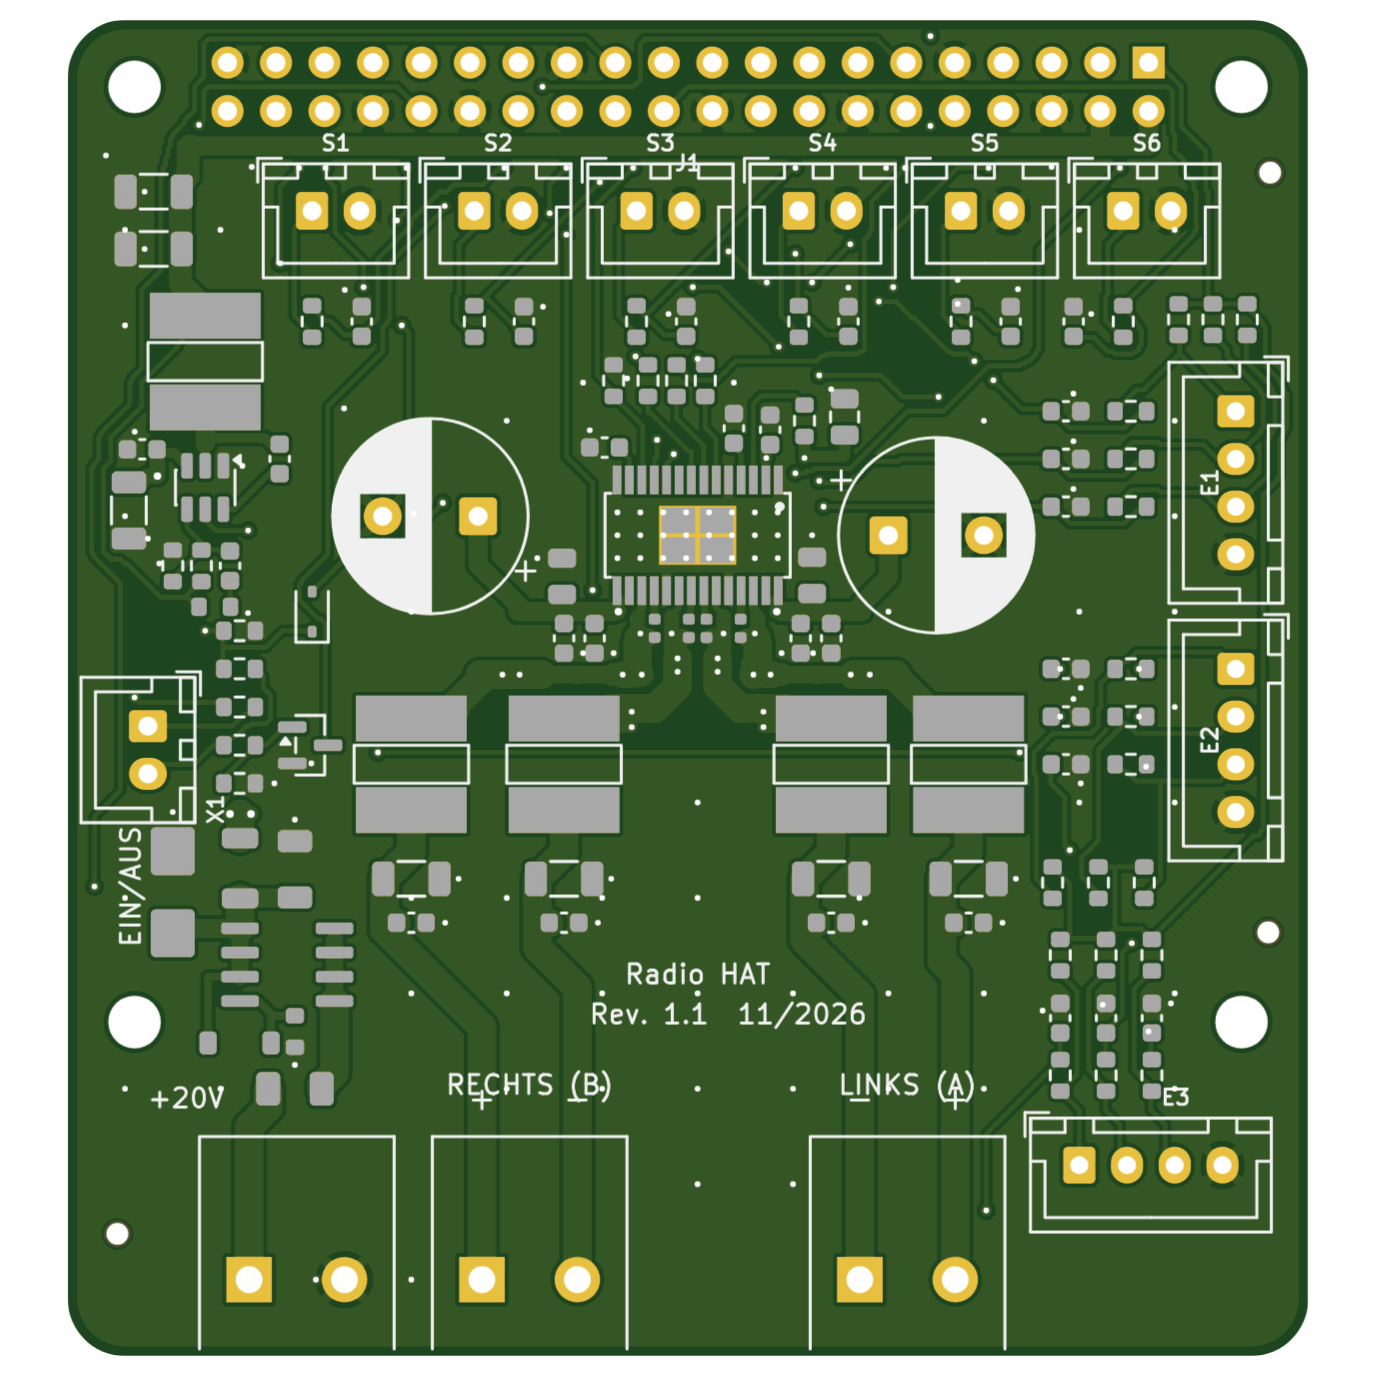 S1 S2 S3 S4 S5 S6
J1
E1
E2
X1
EIN/AUS
Radio HAT
Rev. 1.1 11/2026
+20V
RECHTS (B)
+ −
LINKS (A)
− +
E3
+
+